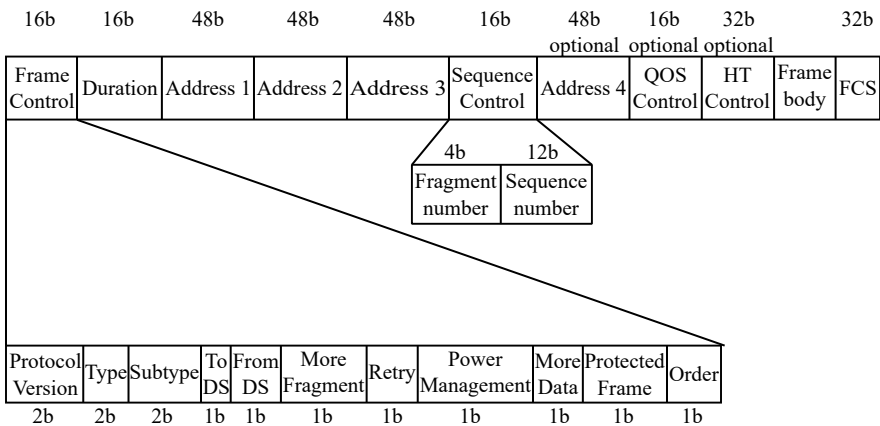 16b 16b 48b 48b 48b 16b 48b 16b 32b 32b
optional optional optional
Frame Control Duration Address 1 Address 2 Address 3 Sequence Control Address 4 QOS Control HT Control Frame body FCS
4b 12b
Fragment number Sequence number
Protocol Version Type Subtype To DS From DS More Fragment Retry Power Management More Data Protected Frame Order
2b 2b 2b 1b 1b 1b 1b 1b 1b 1b 1b